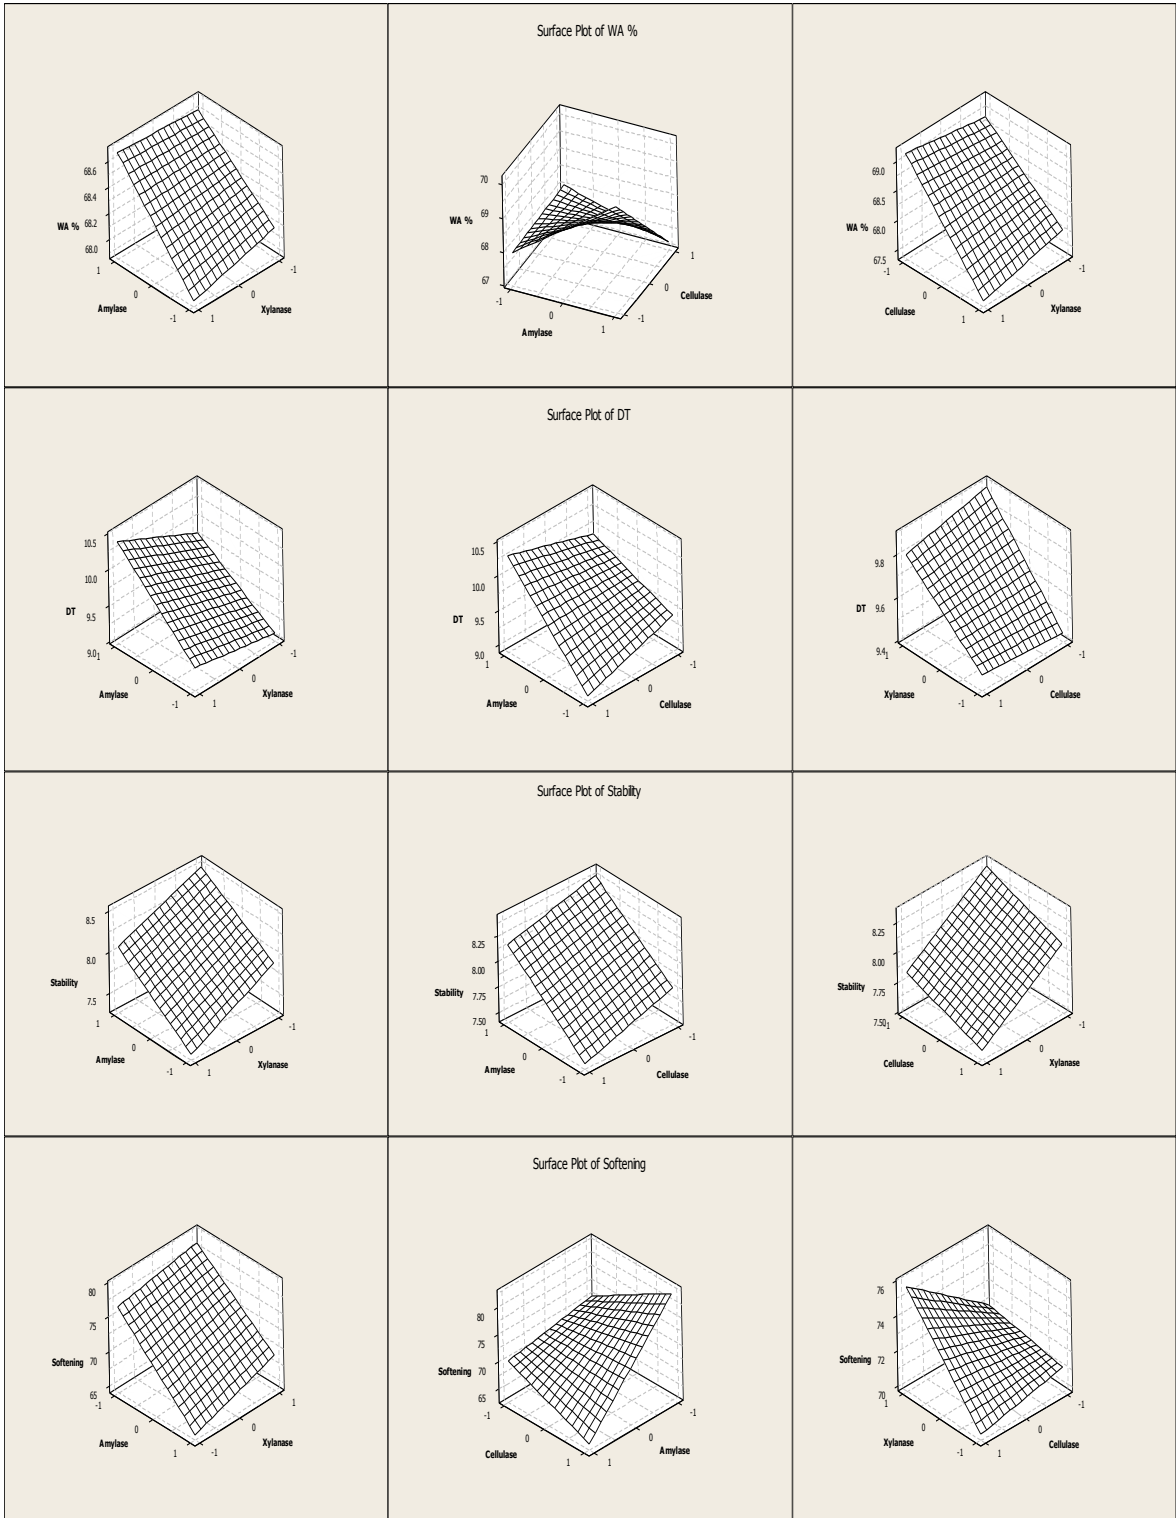 Surface Plot of WA %
68.6
68.4
68.2
68.0
WA %
1
0
-1
Amylase
1
0
-1
Xylanase
70
69
68
67
WA %
-1
0
1
Amylase
-1
0
1
Cellulase
69.0
68.5
68.0
67.5
WA %
-1
0
1
Cellulase
1
0
-1
Xylanase
Surface Plot of DT
10.5
10.0
9.5
9.0
DT
1
0
-1
Amylase
1
0
-1
Xylanase
10.5
10.0
9.5
9.0
DT
1
0
-1
Amylase
1
0
-1
Cellulase
9.8
9.6
9.4
DT
1
0
-1
Xylanase
1
0
-1
Cellulase
Surface Plot of Stability
8.5
8.0
7.5
Stability
1
0
-1
Amylase
1
0
-1
Xylanase
8.25
8.00
7.75
7.50
Stability
1
0
-1
Amylase
1
0
-1
Cellulase
8.25
8.00
7.75
7.50
Stability
-1
0
1
Cellulase
1
0
-1
Xylanase
Surface Plot of Softening
80
75
70
65
Softening
-1
0
1
Amylase
-1
0
1
Xylanase
80
75
70
65
Softening
-1
0
1
Cellulase
1
0
-1
Amylase
76
74
72
70
Softening
1
0
-1
Xylanase
1
0
-1
Cellulase